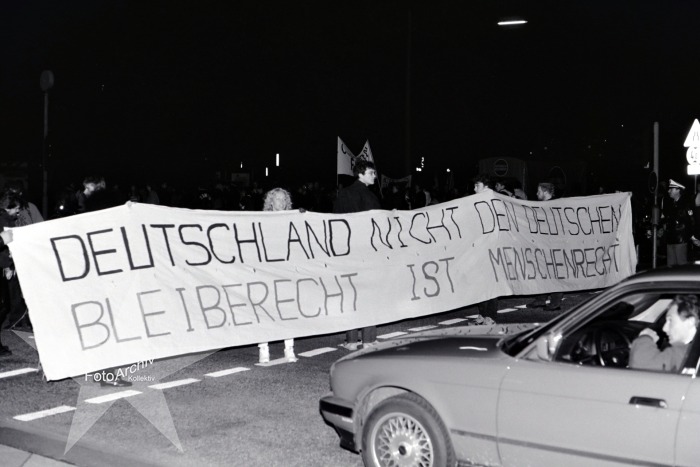 DEUTSCHLAND NICHT DEN DEUTSCHEN
BLEIBERECHT IST MENSCHENRECHT
FotoArchiv
Kollektiv